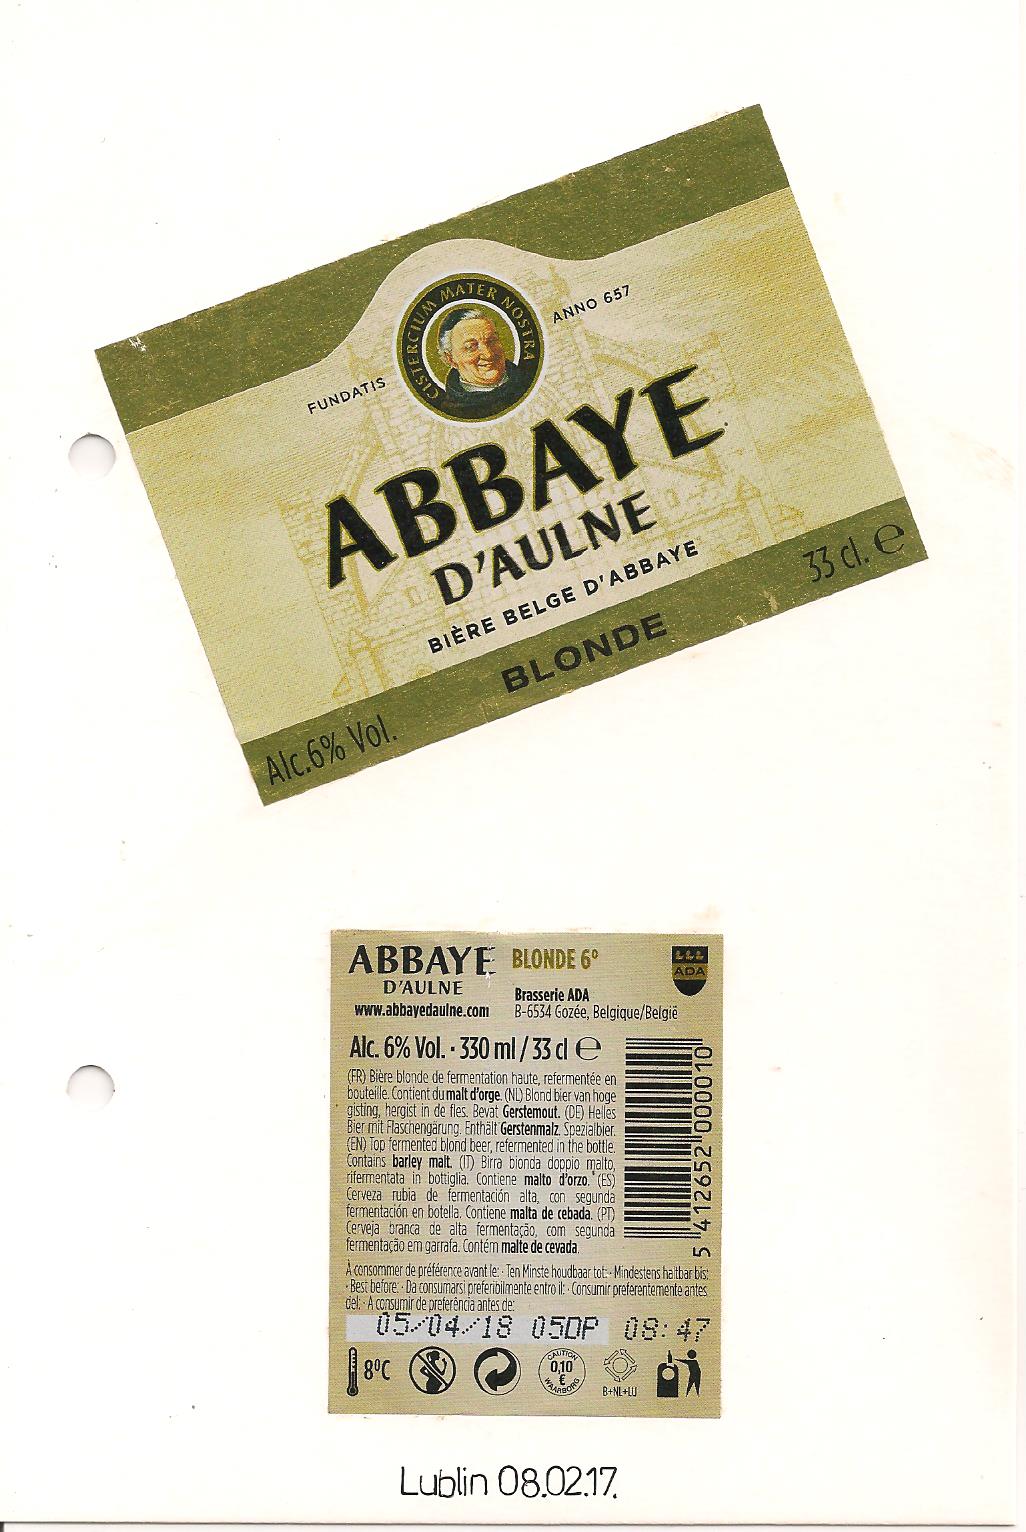 CISTERCIUM MATER NOSTRA
FUNDATIS
ANNO 657
ABBAYE
D'AULNE
BIÈRE BELGE D'ABBAYE
BLONDE
Alc.6% Vol.
33 cl. e
ABBAYE
D'AULNE
www.abbayedaulne.com
BLONDE 6°
Brasserie ADA
B-6534 Gozée, Belgique/België
ADA
Alc. 6% Vol. · 330 ml / 33 cl e
(FR) Bière blonde de fermentation haute, refermentée en
bouteille. Contient du malt d'orge. (NL) Blond bier van hoge
gisting, hergist in de fles. Bevat Gerstemout. (DE) Helles
Bier mit Flaschengärung. Enthält Gerstenmalz. Spezialbier.
(EN) Top fermented blond beer, refermented in the bottle.
Contains barley malt. (IT) Birra bionda doppio malto,
rifermentata in bottiglia. Contiene malto d'orzo. (ES)
Cerveza rubia de fermentación alta, con segunda
fermentación en botella. Contiene malta de cebada. (PT)
Cerveja branca de alta fermentação, com segunda
fermentação em garrafa. Contém malte de cevada.
5 412652 000010
À consommer de préférence avant le: · Ten Minste houdbaar tot: · Mindestens haltbar bis:
· Best before: · Da consumarsi preferibilmente entro il: · Consumir preferentemente antes
del: · A consumir de preferência antes de:
05/04/18 05DP 08:47
8°C
CAUTION
0,10
€
WAARBORG
B+NL+LU
Lublin 08.02.17.